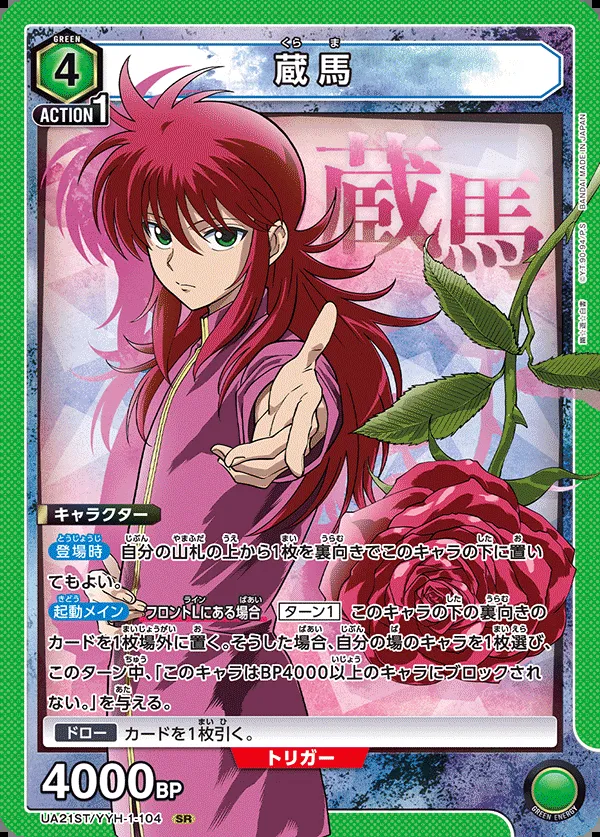 GREEN
4
ACTION 1
くらま
蔵馬
蔵馬
©Y.T 90-94/P.S BANDAI MADE IN JAPAN
幽☆遊☆白書
キャラクター
登場時 自分の山札の上から1枚を裏向きでこのキャラの下に置い
てもよい。
起動メイン フロントLにある場合 ターン1 このキャラの下の裏向きの
カードを1枚場外に置く。そうした場合、自分の場のキャラを1枚選び、
このターン中、「このキャラはBP4000以上のキャラにブロックされ
ない。」を与える。
ドロー カードを1枚引く。
トリガー
4000BP
GREEN ENERGY
UA21ST/YYH-1-104 SR